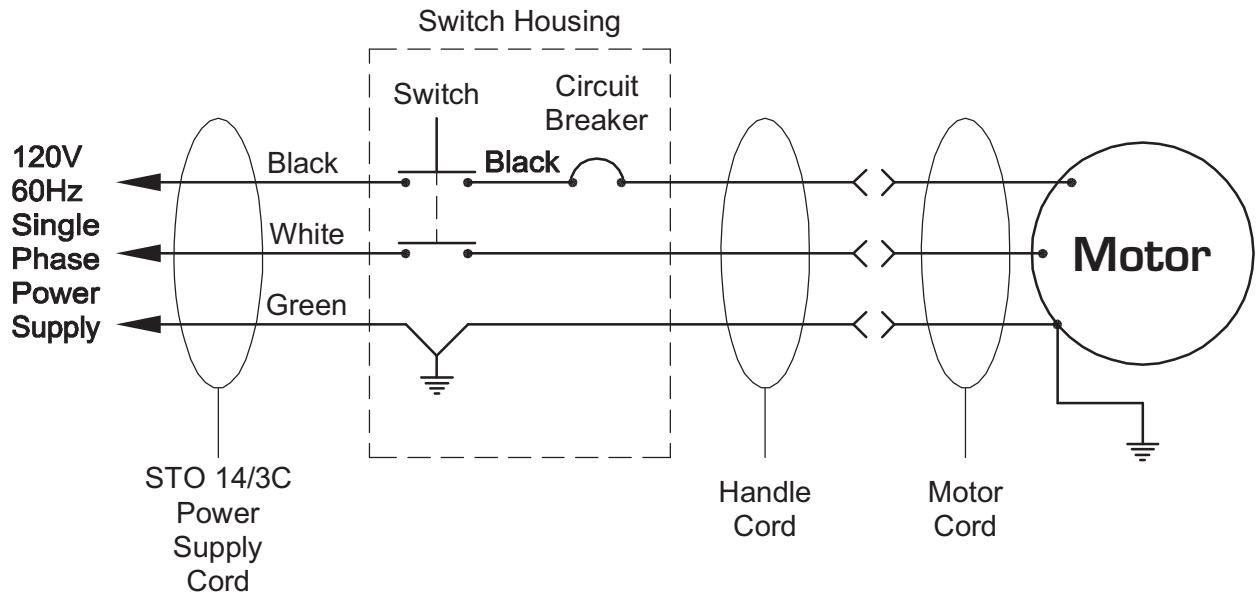 Switch Housing
Switch
Circuit
Breaker
120V
60Hz
Single
Phase
Power
Supply
Black
Black
White
Green
Motor
STO 14/3C
Power
Supply
Cord
Handle
Cord
Motor
Cord